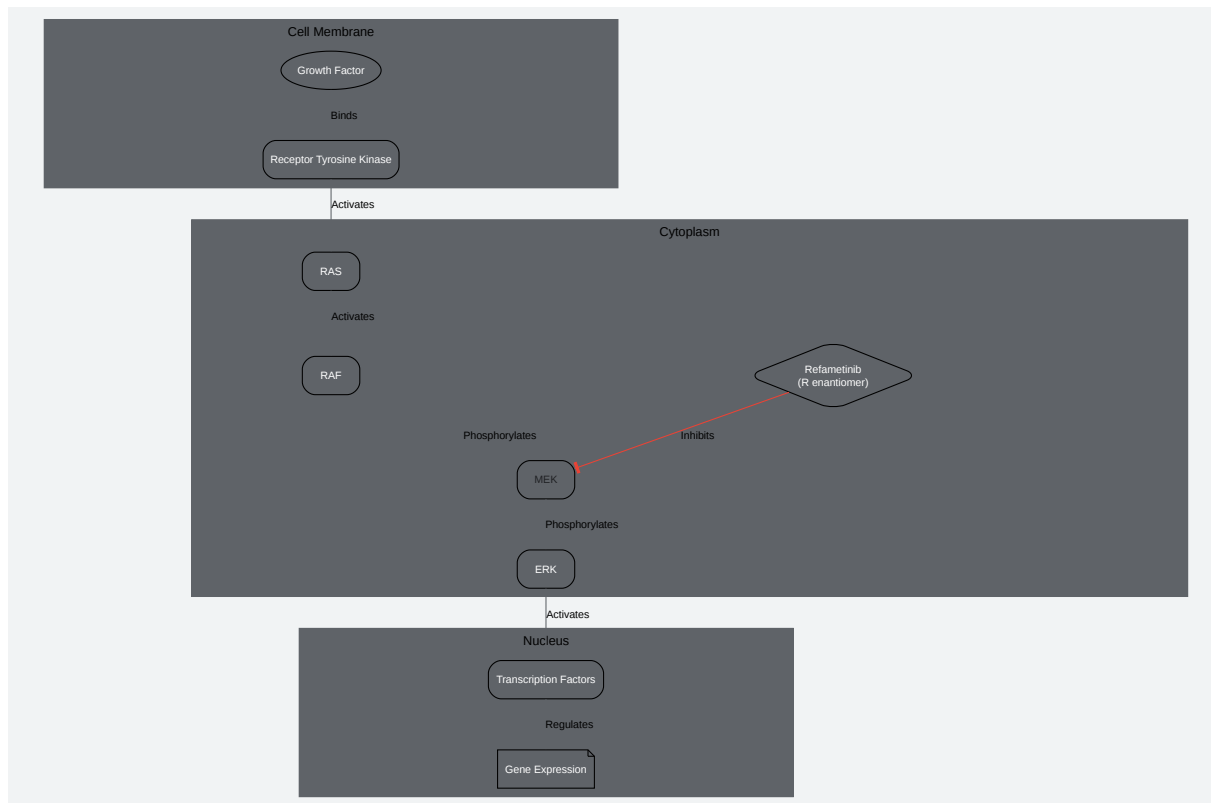 Cell Membrane
Growth Factor
Binds
Receptor Tyrosine Kinase
Activates
Cytoplasm
RAS
Activates
RAF
Refametinib
(R enantiomer)
Phosphorylates
Inhibits
MEK
Phosphorylates
ERK
Activates
Nucleus
Transcription Factors
Regulates
Gene Expression